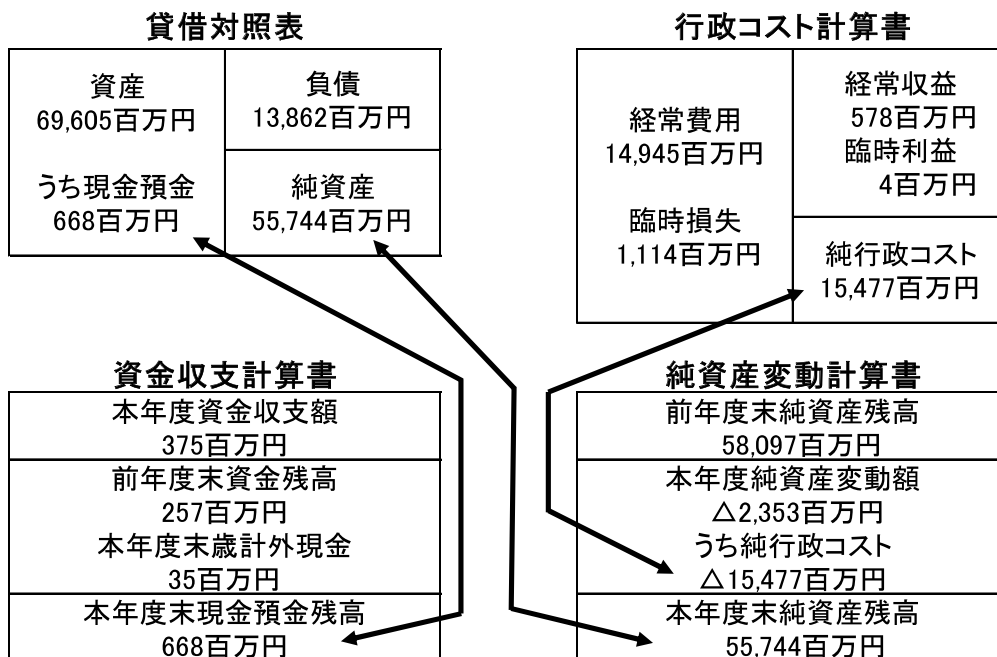 貸借対照表
資産
69,605百万円
うち現金預金
668百万円
負債
13,862百万円
純資産
55,744百万円
行政コスト計算書
経常費用
14,945百万円
臨時損失
1,114百万円
経常収益
578百万円
臨時利益
4百万円
純行政コスト
15,477百万円
資金収支計算書
本年度資金収支額
375百万円
前年度末資金残高
257百万円
本年度末歳計外現金
35百万円
本年度末現金預金残高
668百万円
純資産変動計算書
前年度末純資産残高
58,097百万円
本年度純資産変動額
△2,353百万円
うち純行政コスト
△15,477百万円
本年度末純資産残高
55,744百万円